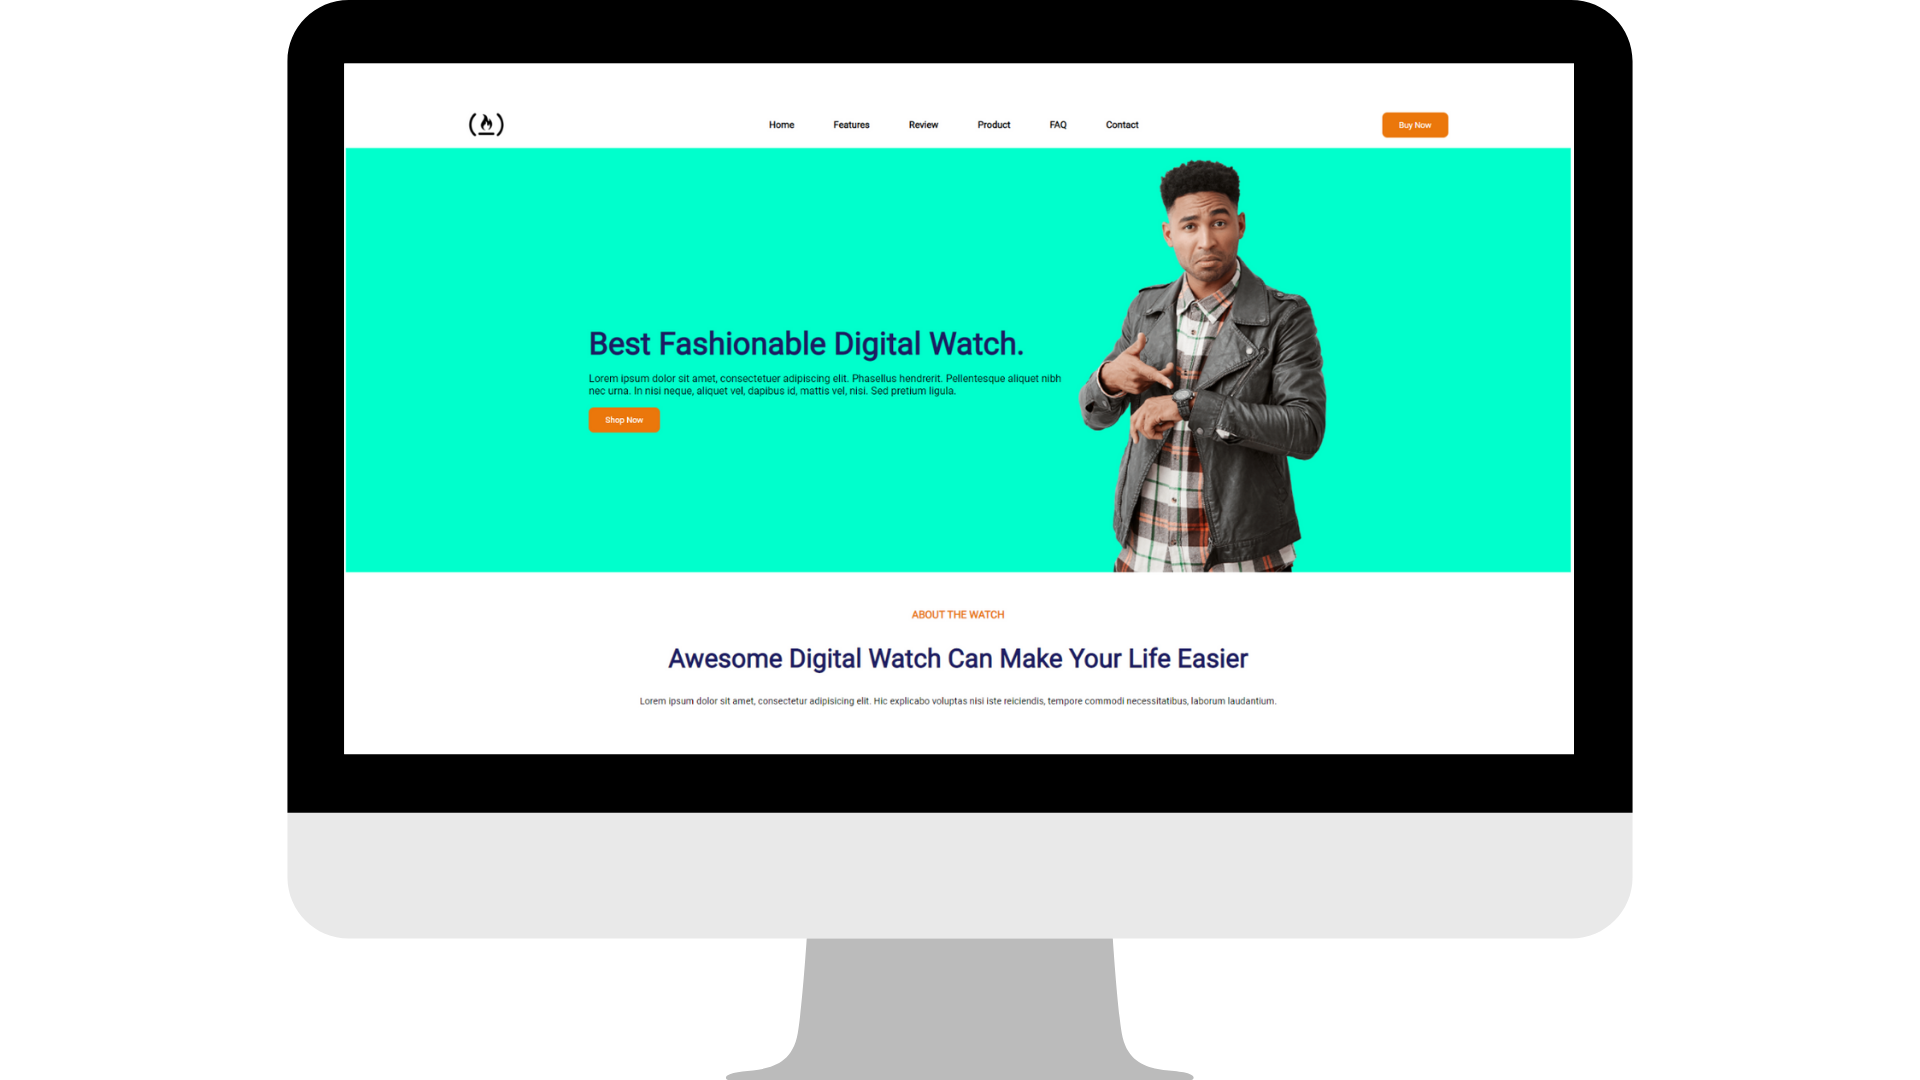 Home Features Review Product FAQ Contact Buy Now
Best Fashionable Digital Watch.
Lorem ipsum dolor sit amet, consectetuer adipiscing elit. Phasellus hendrerit. Pellentesque aliquet nibh
nec urna. In nisi neque, aliquet vel, dapibus id, mattis vel, nisi. Sed pretium ligula.
Shop Now
ABOUT THE WATCH
Awesome Digital Watch Can Make Your Life Easier
Lorem ipsum dolor sit amet, consectetur adipisicing elit. Hic explicabo voluptas nisi iste reiciendis, tempore commodi necessitatibus, laborum laudantium.